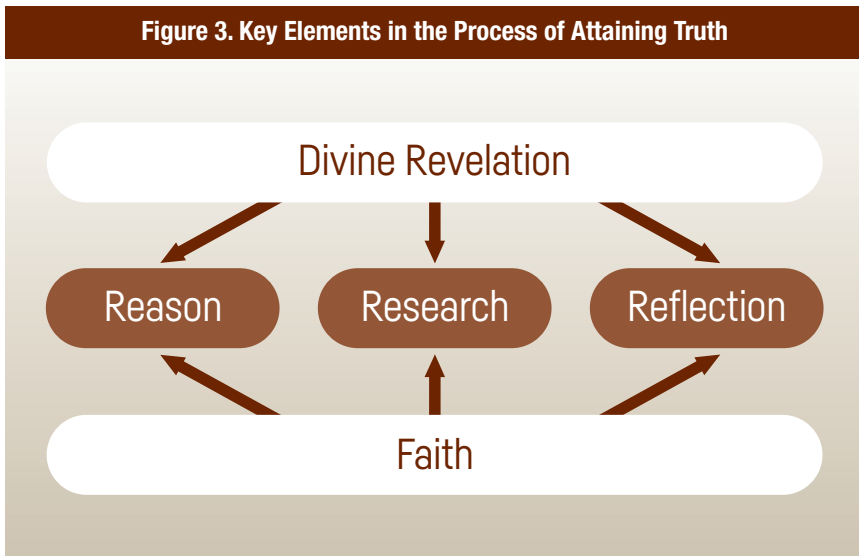 Figure 3. Key Elements in the Process of Attaining Truth
Divine Revelation
Reason
Research
Reflection
Faith